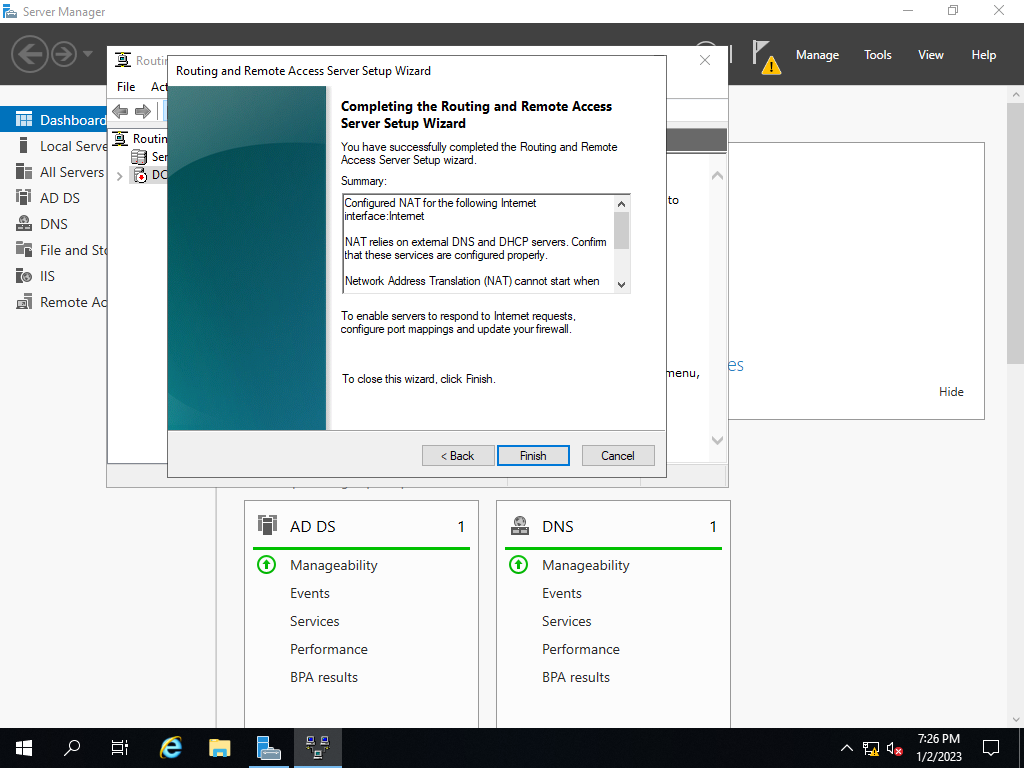 Server Manager
Manage
Tools
View
Help
File
Routing and Remote Access Server Setup Wizard
Completing the Routing and Remote Access
Server Setup Wizard
You have successfully completed the Routing and Remote
Access Server Setup wizard.
Summary:
Configured NAT for the following Internet
interface:Internet
NAT relies on external DNS and DHCP servers. Confirm
that these services are configured properly.
Network Address Translation (NAT) cannot start when
To enable servers to respond to Internet requests,
configure port mappings and update your firewall.
To close this wizard, click Finish.
< Back
Finish
Cancel
Dashboard
Local Serve
All Servers
AD DS
DNS
File and Sto
IIS
Remote Ac
to
menu,
es
Hide
AD DS
1
Manageability
Events
Services
Performance
BPA results
DNS
1
Manageability
Events
Services
Performance
BPA results
7:26 PM
1/2/2023